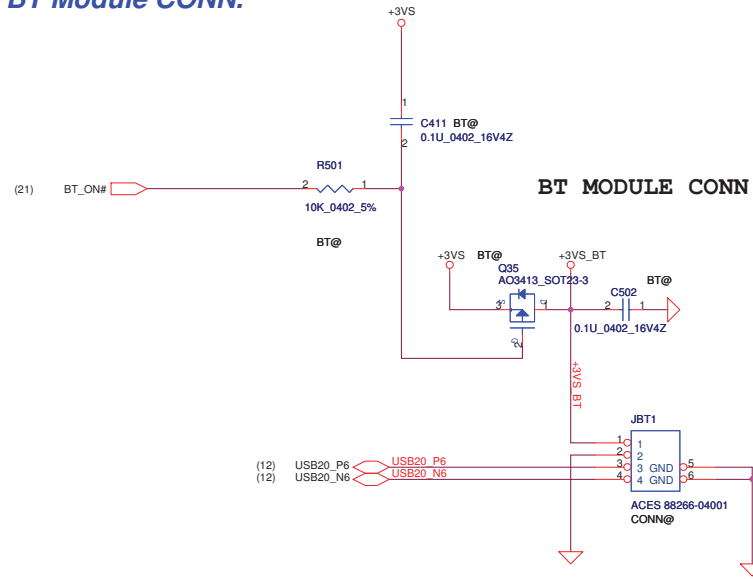 BT Module CONN.
+3VS
1
C411 BT@
0.1U_0402_16V4Z
2
R501
(21) BT_ON# 2 1
10K_0402_5%
BT@
BT MODULE CONN
+3VS BT@ +3VS_BT
Q35
AO3413_SOT23-3
BT@
C502
3 S D 1 2 1
G
2
0.1U_0402_16V4Z
+3VS_BT
JBT1
1 1
2 2
(12) USB20_P6 USB20_P6 3 3 GND 5
(12) USB20_N6 USB20_N6 4 4 GND 6
ACES 88266-04001
CONN@